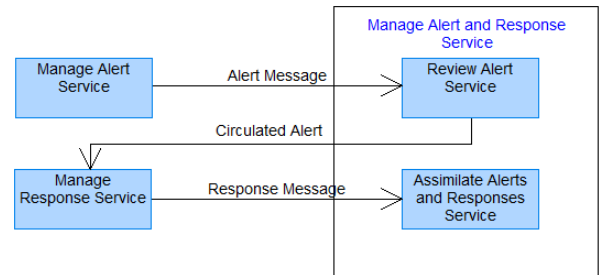 Manage Alert and Response
Service
Manage Alert
Service
Alert Message
Review Alert
Service
Circulated Alert
Manage
Response Service
Response Message
Assimilate Alerts
and Responses
Service